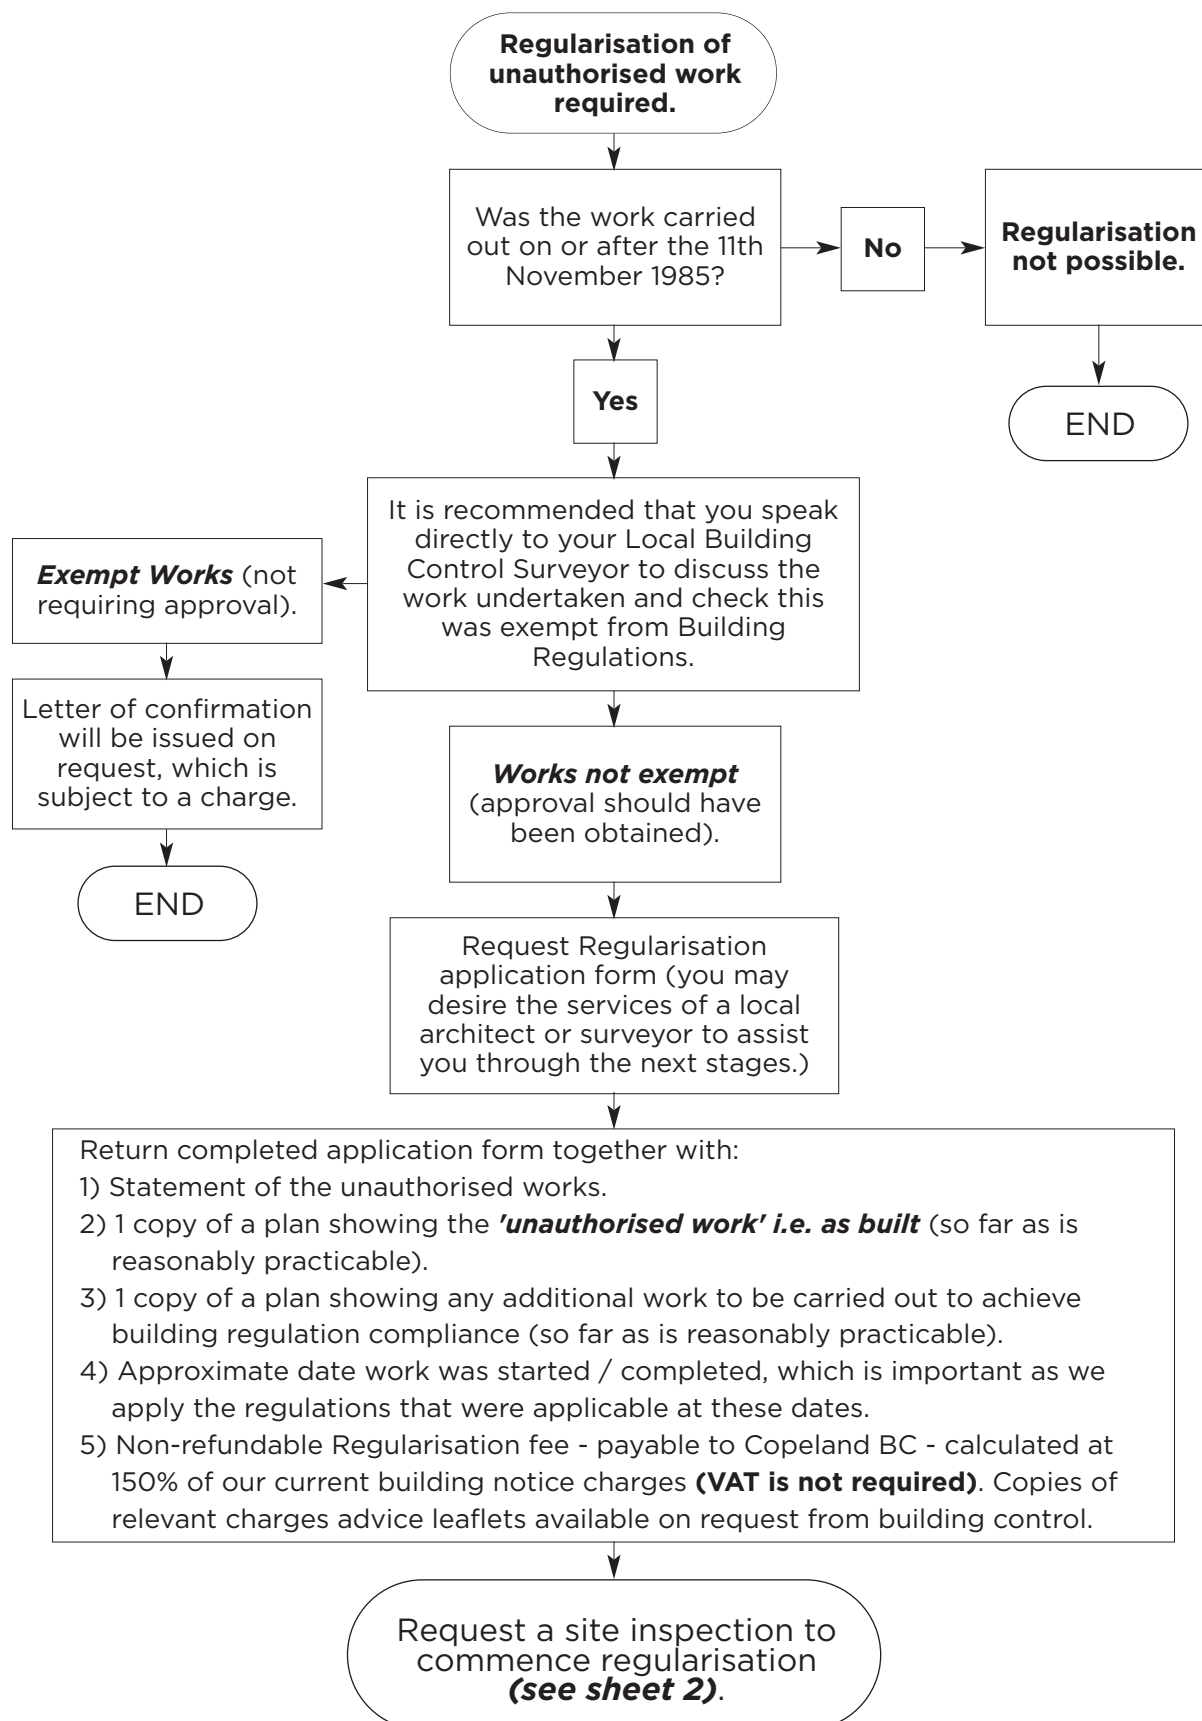 Regularisation of
unauthorised work
required.
Was the work carried
out on or after the 11th
November 1985?
No
Regularisation
not possible.
END
Yes
It is recommended that you speak
directly to your Local Building
Control Surveyor to discuss the
work undertaken and check this
was exempt from Building
Regulations.
Exempt Works (not
requiring approval).
Letter of confirmation
will be issued on
request, which is
subject to a charge.
END
Works not exempt
(approval should have
been obtained).
Request Regularisation
application form (you may
desire the services of a local
architect or surveyor to assist
you through the next stages.)
Return completed application form together with:
1) Statement of the unauthorised works.
2) 1 copy of a plan showing the 'unauthorised work' i.e. as built (so far as is
reasonably practicable).
3) 1 copy of a plan showing any additional work to be carried out to achieve
building regulation compliance (so far as is reasonably practicable).
4) Approximate date work was started / completed, which is important as we
apply the regulations that were applicable at these dates.
5) Non-refundable Regularisation fee - payable to Copeland BC - calculated at
150% of our current building notice charges (VAT is not required). Copies of
relevant charges advice leaflets available on request from building control.
Request a site inspection to
commence regularisation
(see sheet 2).